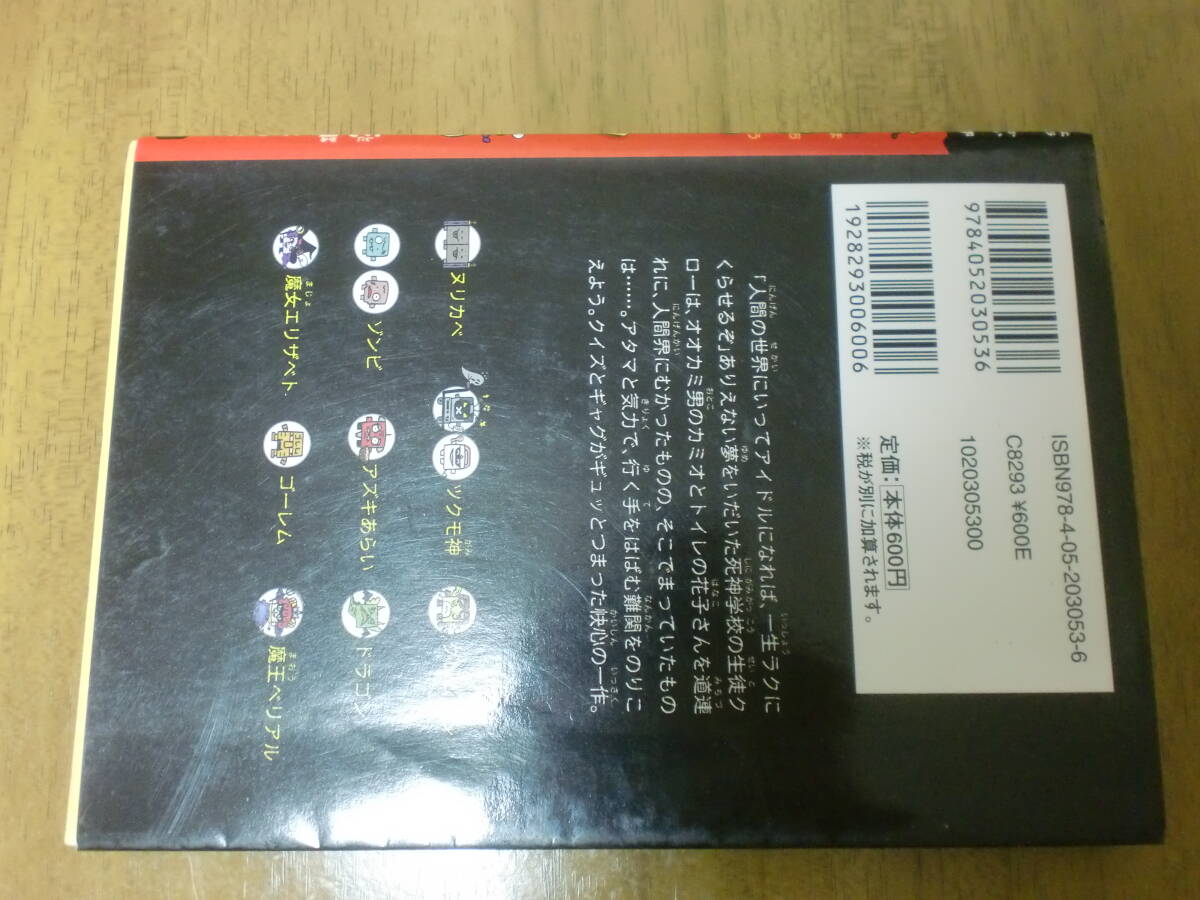 9784052030536
1928293006006
ISBN978-4-05-203053-6
C8293 ¥600E
1020305300
定価:本体600円
※税が別に加算されます。
「人間の世界にいってアイドルになれば、一生ラクに
くらせるぞ」ありえない夢をいだいた死神学校の生徒ク
ローは、オオカミ男のカミオとトイレの花子さんを道連
れに、人間界にむかったものの、そこでまっていたもの
は……。アタマと気力で、行く手をはばむ難関をのりこ
えよう。クイズとギャグがギュッとつまった快心の一作。
ヌリカベ
ツクモ神
ゾンビ
アズキあらい
ドラゴン
魔女エリザベト
ゴーレム
魔王ベリアル